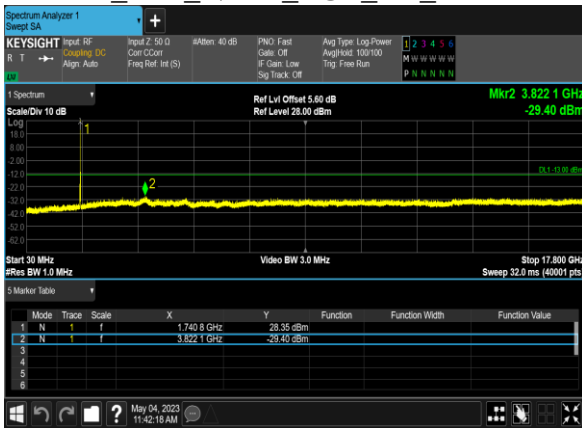 Spectrum Analyzer 1
Swept SA
+
KEYSIGHT
R T
LV
Input: RF
Coupling: DC
Align: Auto
Input Z: 50 Ω
Corr CCorr
Freq Ref: Int (S)
#Atten: 40 dB
PNO: Fast
Gate: Off
IF Gain: Low
Sig Track: Off
Avg Type: Log-Power
Avg|Hold: 100/100
Trig: Free Run
1 2 3 4 5 6
M W W W W W
P N N N N N
1 Spectrum
Scale/Div 10 dB
Ref Lvl Offset 5.60 dB
Ref Level 28.00 dBm
Mkr2 3.822 1 GHz
-29.40 dBm
Log
18.0
8.00
-2.00
-12.0
-22.0
-32.0
-42.0
-52.0
-62.0
1
2
DL1 -13.00 dBm
Start 30 MHz
#Res BW 1.0 MHz
Video BW 3.0 MHz
Stop 17.800 GHz
Sweep 32.0 ms (40001 pts)
5 Marker Table
Mode Trace Scale X Y Function Function Width Function Value
1 N 1 f 1.740 8 GHz 28.35 dBm
2 N 1 f 3.822 1 GHz -29.40 dBm
3
4
5
6
?
May 04, 2023
11:42:18 AM